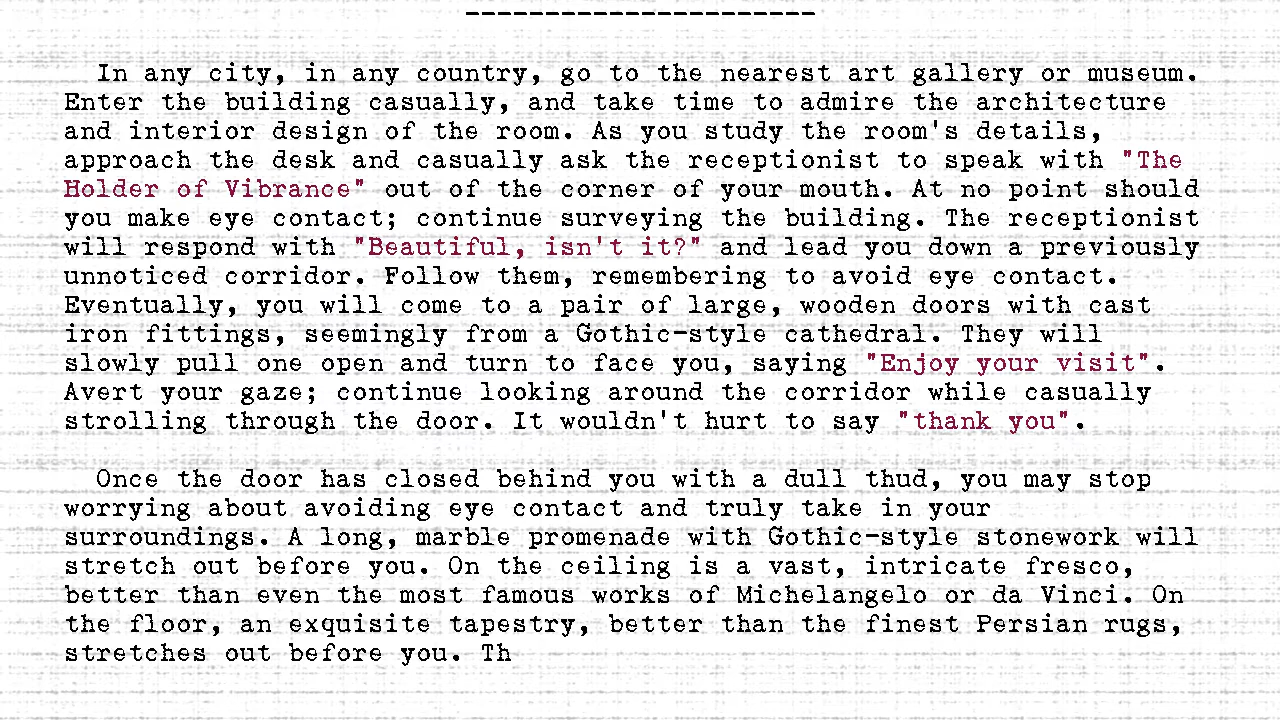 ----------------------
In any city, in any country, go to the nearest art gallery or museum.
Enter the building casually, and take time to admire the architecture
and interior design of the room. As you study the room's details,
approach the desk and casually ask the receptionist to speak with "The
Holder of Vibrance" out of the corner of your mouth. At no point should
you make eye contact; continue surveying the building. The receptionist
will respond with "Beautiful, isn't it?" and lead you down a previously
unnoticed corridor. Follow them, remembering to avoid eye contact.
Eventually, you will come to a pair of large, wooden doors with cast
iron fittings, seemingly from a Gothic-style cathedral. They will
slowly pull one open and turn to face you, saying "Enjoy your visit".
Avert your gaze; continue looking around the corridor while casually
strolling through the door. It wouldn't hurt to say "thank you".
Once the door has closed behind you with a dull thud, you may stop
worrying about avoiding eye contact and truly take in your
surroundings. A long, marble promenade with Gothic-style stonework will
stretch out before you. On the ceiling is a vast, intricate fresco,
better than even the most famous works of Michelangelo or da Vinci. On
the floor, an exquisite tapestry, better than the finest Persian rugs,
stretches out before you. Th